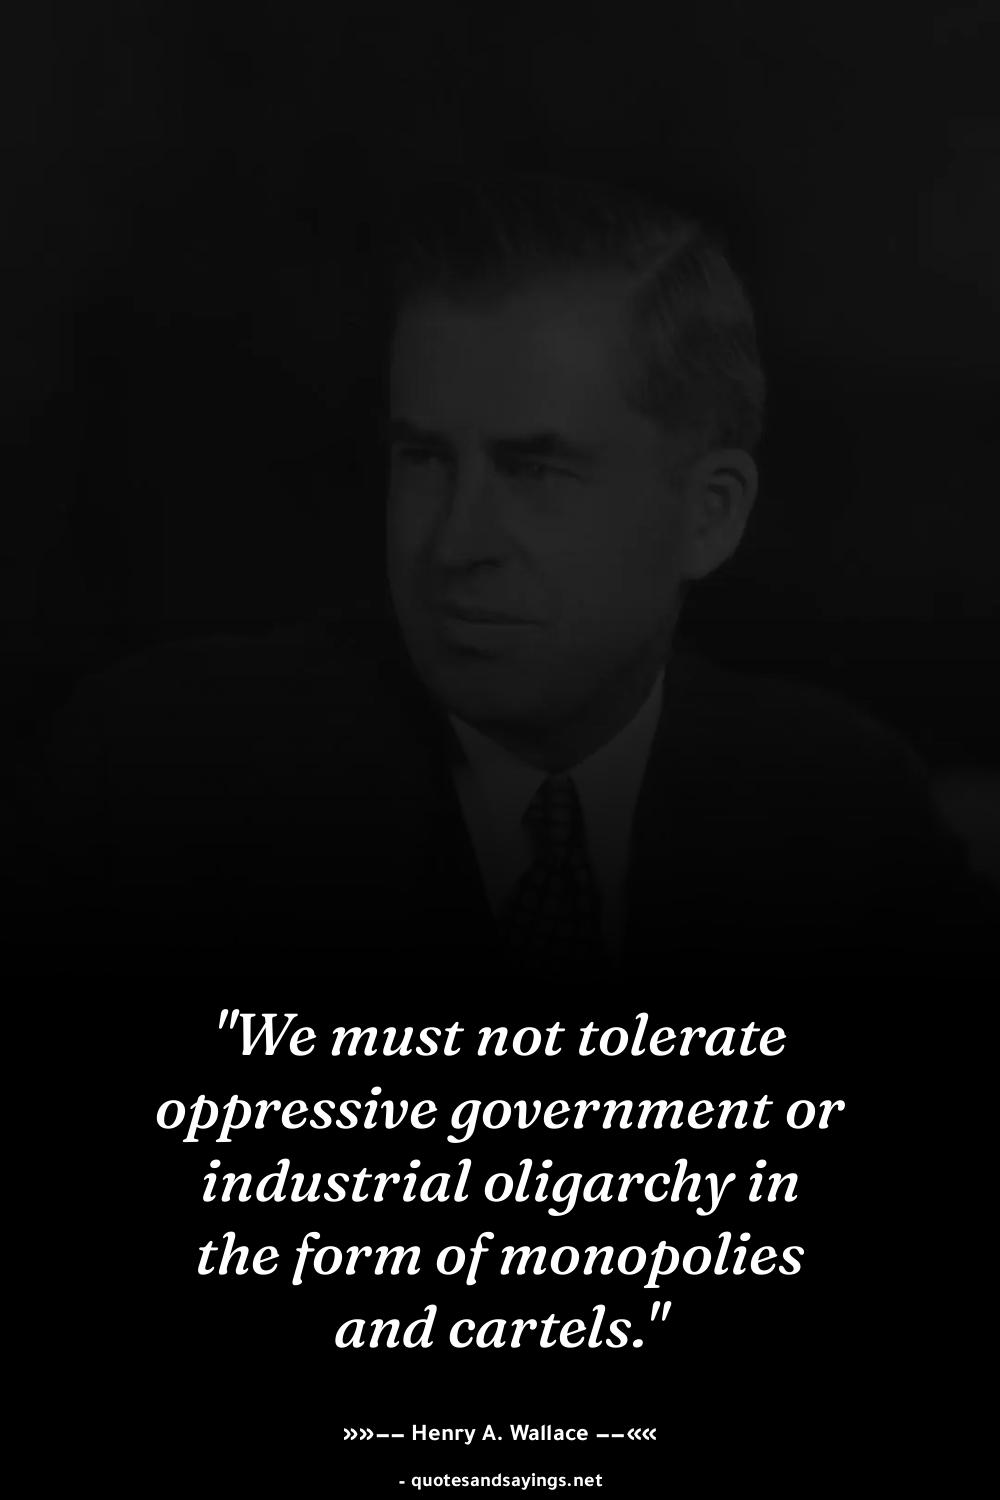 "We must not tolerate
oppressive government or
industrial oligarchy in
the form of monopolies
and cartels."
»»–– Henry A. Wallace ––««
- quotesandsayings.net